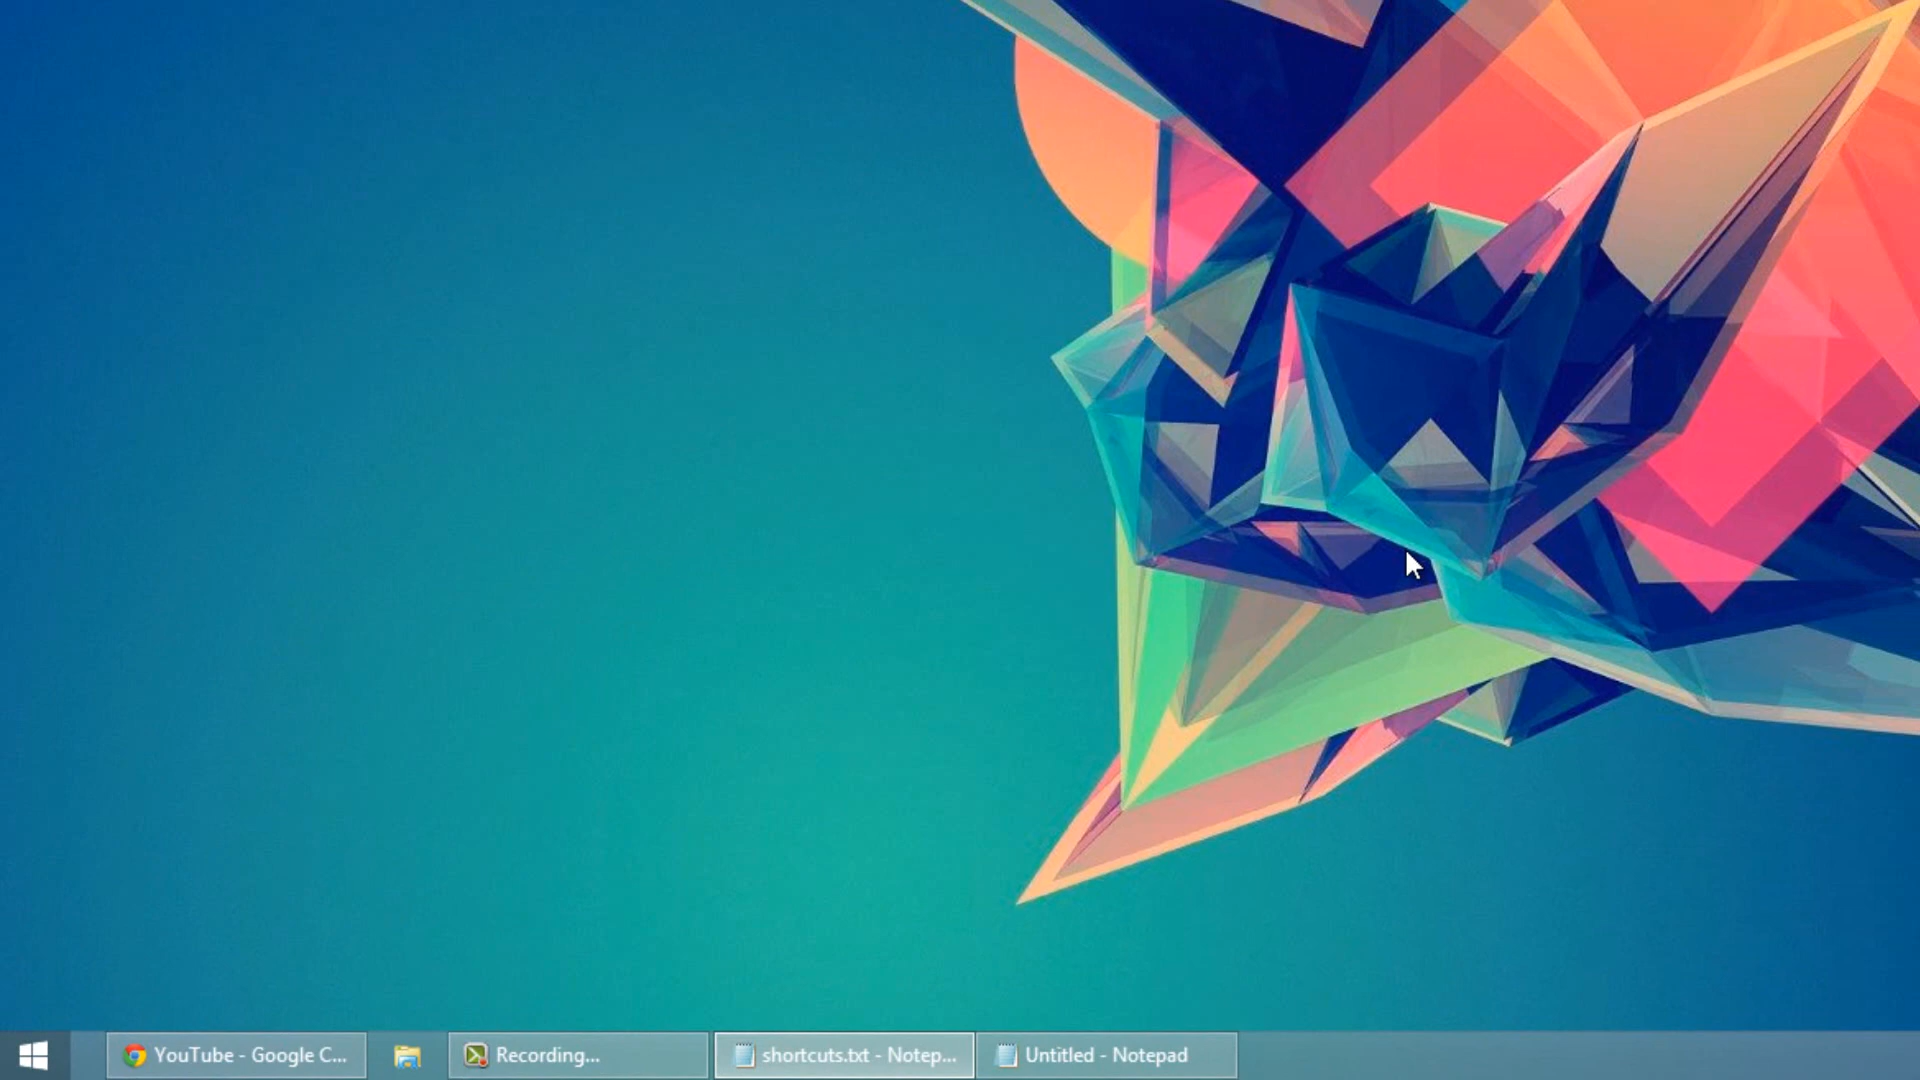 YouTube - Google C...
Recording...
shortcuts.txt - Notep...
Untitled - Notepad